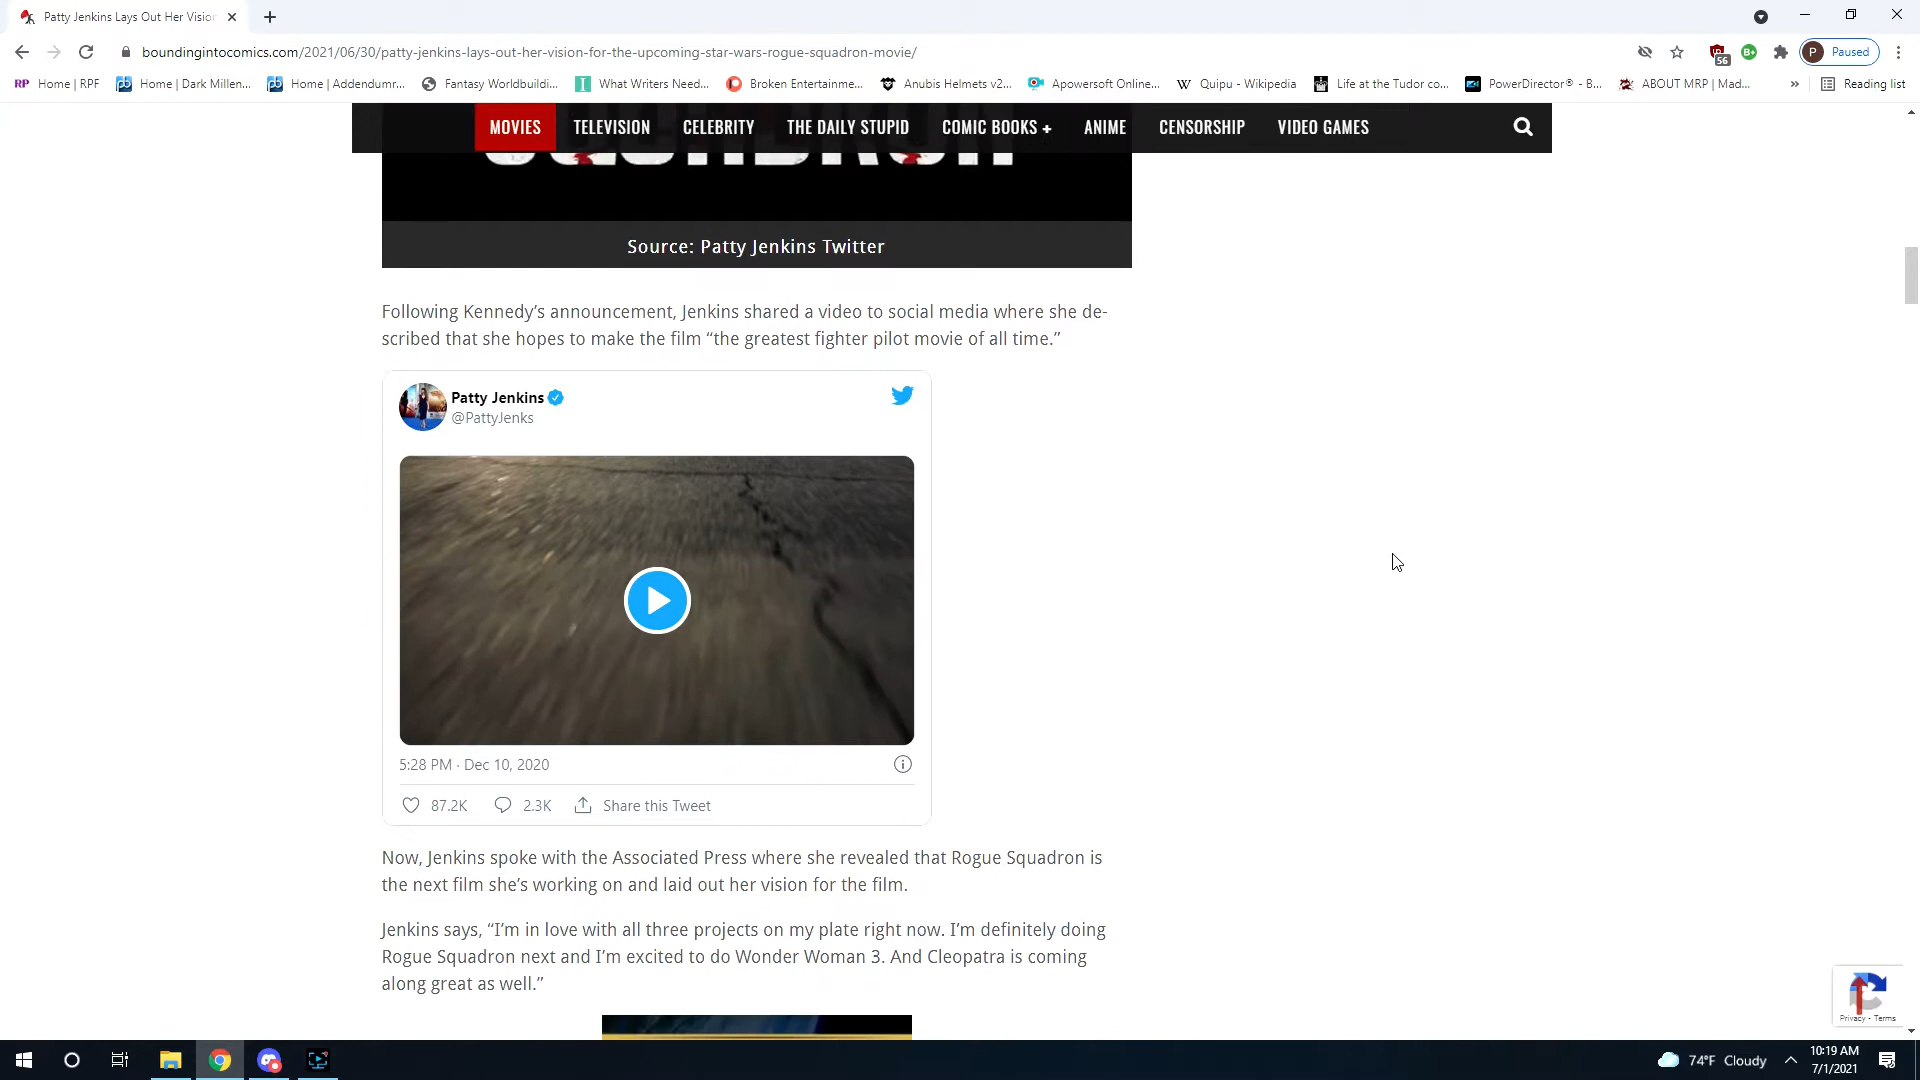 Patty Jenkins Lays Out Her Vision
boundingintocomics.com/2021/06/30/patty-jenkins-lays-out-her-vision-for-the-upcoming-star-wars-rogue-squadron-movie/
56
B+
P
Paused
RP Home | RPF
pb Home | Dark Millen...
pb Home | Addendumr...
Fantasy Worldbuildi...
What Writers Need...
Broken Entertainme...
Anubis Helmets v2...
Apowersoft Online...
W Quipu - Wikipedia
Life at the Tudor co...
PowerDirector® - B...
ABOUT MRP | Mad...
»
Reading list
MOVIES
TELEVISION
CELEBRITY
THE DAILY STUPID
COMIC BOOKS +
ANIME
CENSORSHIP
VIDEO GAMES
Source: Patty Jenkins Twitter
Following Kennedy’s announcement, Jenkins shared a video to social media where she de-
scribed that she hopes to make the film “the greatest fighter pilot movie of all time.”
Patty Jenkins
@PattyJenks
5:28 PM · Dec 10, 2020
87.2K
2.3K
Share this Tweet
Now, Jenkins spoke with the Associated Press where she revealed that Rogue Squadron is
the next film she’s working on and laid out her vision for the film.
Jenkins says, “I’m in love with all three projects on my plate right now. I’m definitely doing
Rogue Squadron next and I’m excited to do Wonder Woman 3. And Cleopatra is coming
along great as well.”
Privacy - Terms
74°F Cloudy
10:19 AM
7/1/2021